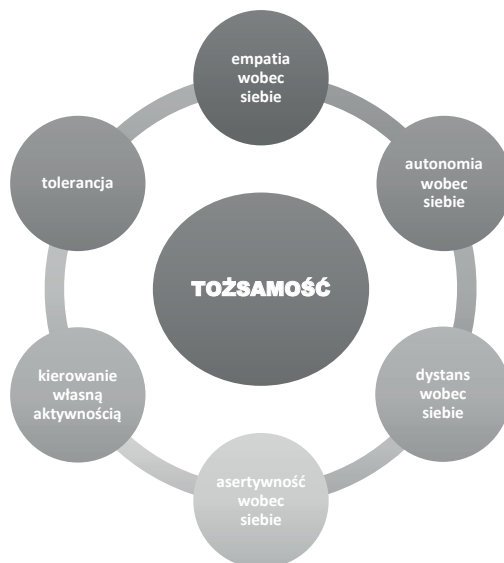 empatia
wobec
siebie
autonomia
wobec
siebie
dystans
wobec
siebie
asertywność
wobec
siebie
kierowanie
własną
aktywnością
tolerancja
TOŻSAMOŚĆ